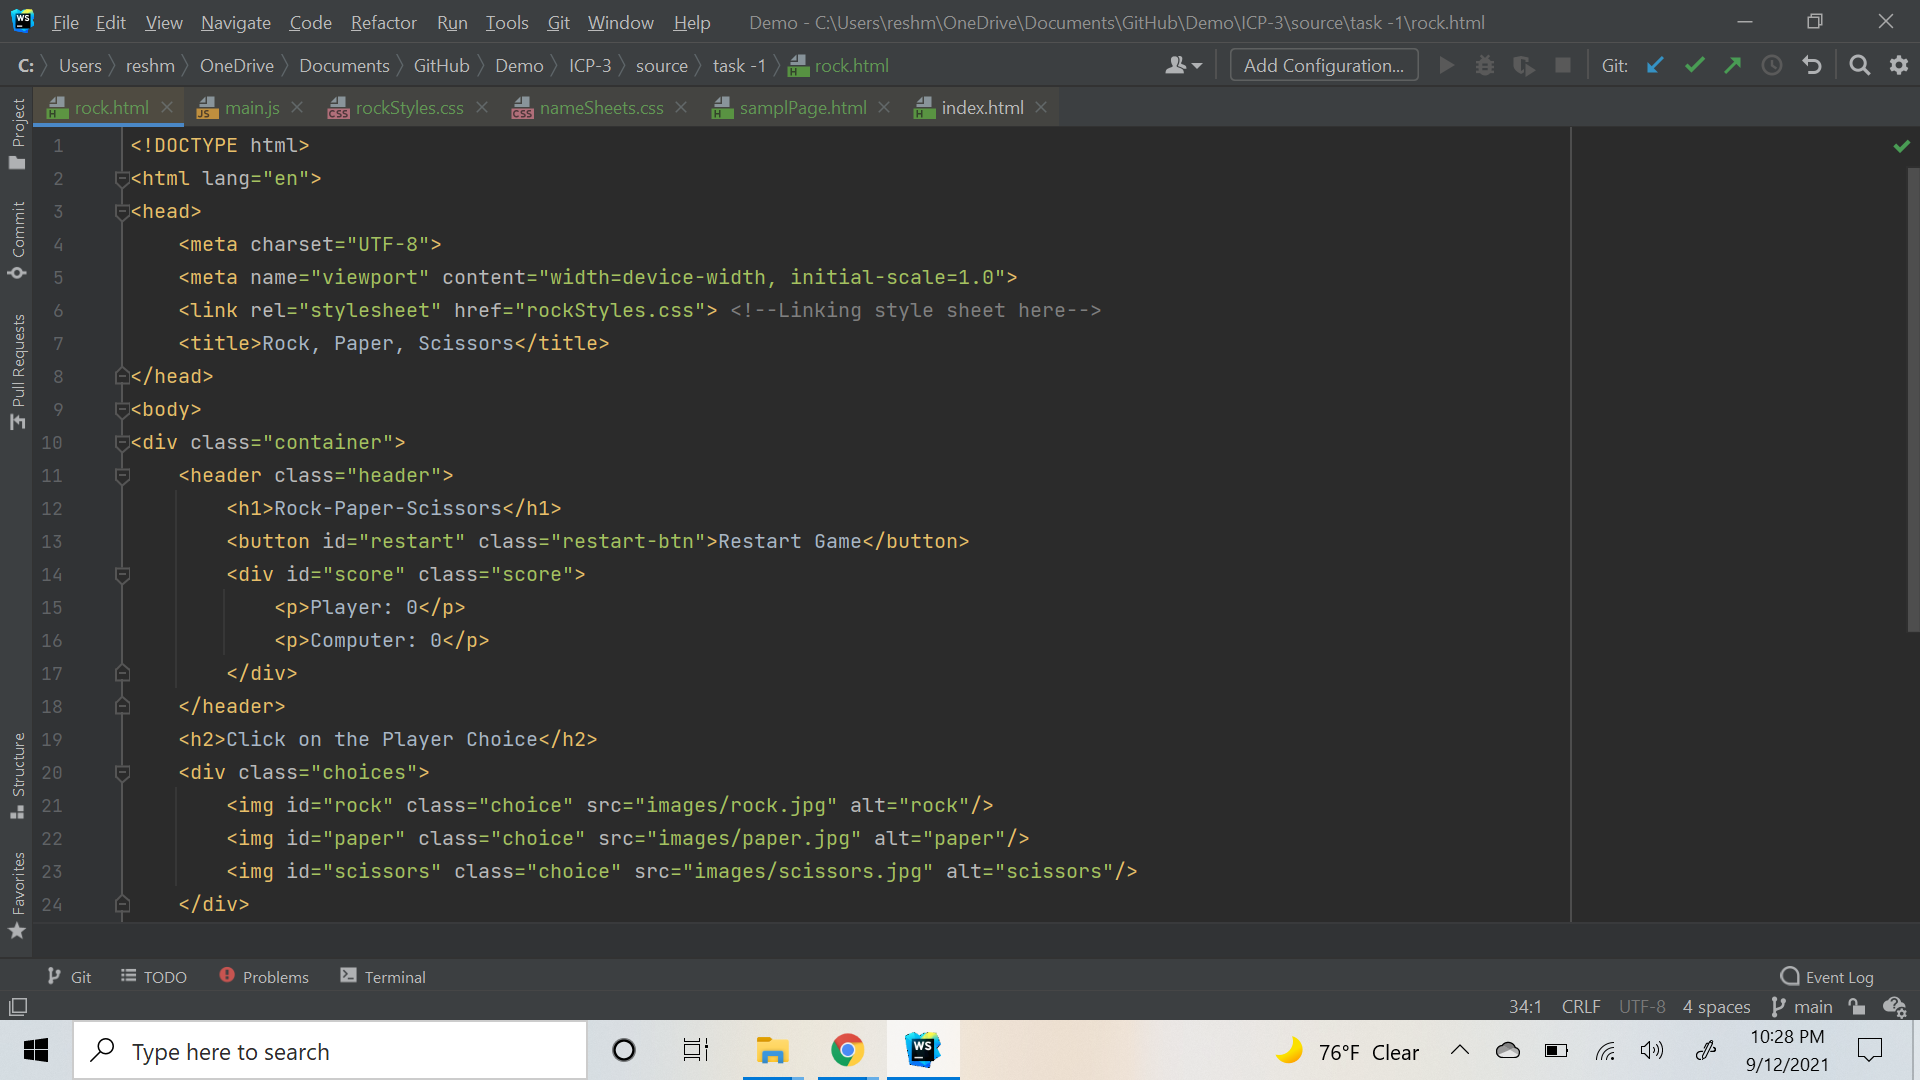 WS File Edit View Navigate Code Refactor Run Tools Git Window Help Demo - C:\Users\reshm\OneDrive\Documents\GitHub\Demo\ICP-3\source\task -1\rock.html
C: Users reshm OneDrive Documents GitHub Demo ICP-3 source task -1 rock.html Add Configuration... Git:
rock.html main.js rockStyles.css nameSheets.css samplPage.html index.html
Project
Commit
Pull Requests
Structure
Favorites
1 <!DOCTYPE html>
2 <html lang="en">
3 <head>
4 <meta charset="UTF-8">
5 <meta name="viewport" content="width=device-width, initial-scale=1.0">
6 <link rel="stylesheet" href="rockStyles.css"> <!--Linking style sheet here-->
7 <title>Rock, Paper, Scissors</title>
8 </head>
9 <body>
10 <div class="container">
11 <header class="header">
12 <h1>Rock-Paper-Scissors</h1>
13 <button id="restart" class="restart-btn">Restart Game</button>
14 <div id="score" class="score">
15 <p>Player: 0</p>
16 <p>Computer: 0</p>
17 </div>
18 </header>
19 <h2>Click on the Player Choice</h2>
20 <div class="choices">
21 <img id="rock" class="choice" src="images/rock.jpg" alt="rock"/>
22 <img id="paper" class="choice" src="images/paper.jpg" alt="paper"/>
23 <img id="scissors" class="choice" src="images/scissors.jpg" alt="scissors"/>
24 </div>
Git TODO Problems Terminal Event Log
34:1 CRLF UTF-8 4 spaces main
Type here to search WS 76°F Clear 10:28 PM
9/12/2021